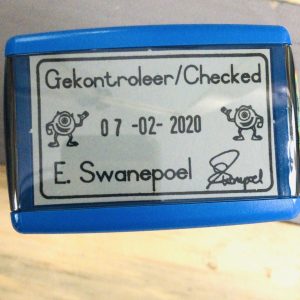 Gekontroleer/Checked
07 -02- 2020
E. Swanepoel